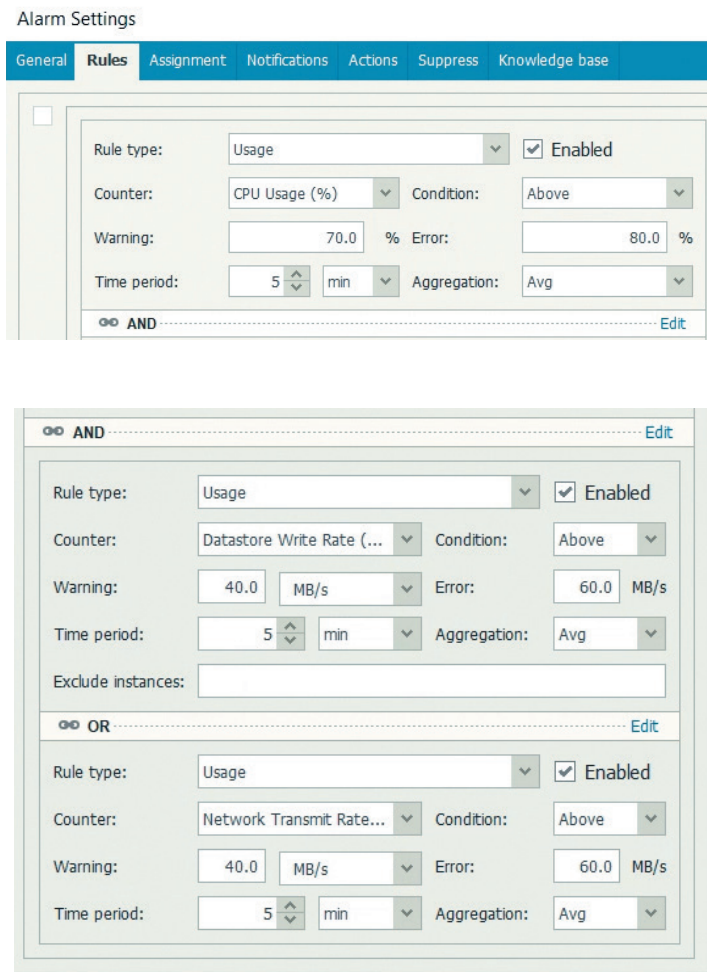 Alarm Settings
General Rules Assignment Notifications Actions Suppress Knowledge base
Rule type: Usage Enabled
Counter: CPU Usage (%) Condition: Above
Warning: 70.0 % Error: 80.0 %
Time period: 5 min Aggregation: Avg
AND Edit
AND Edit
Rule type: Usage Enabled
Counter: Datastore Write Rate (... Condition: Above
Warning: 40.0 MB/s Error: 60.0 MB/s
Time period: 5 min Aggregation: Avg
Exclude instances:
OR Edit
Rule type: Usage Enabled
Counter: Network Transmit Rate... Condition: Above
Warning: 40.0 MB/s Error: 60.0 MB/s
Time period: 5 min Aggregation: Avg